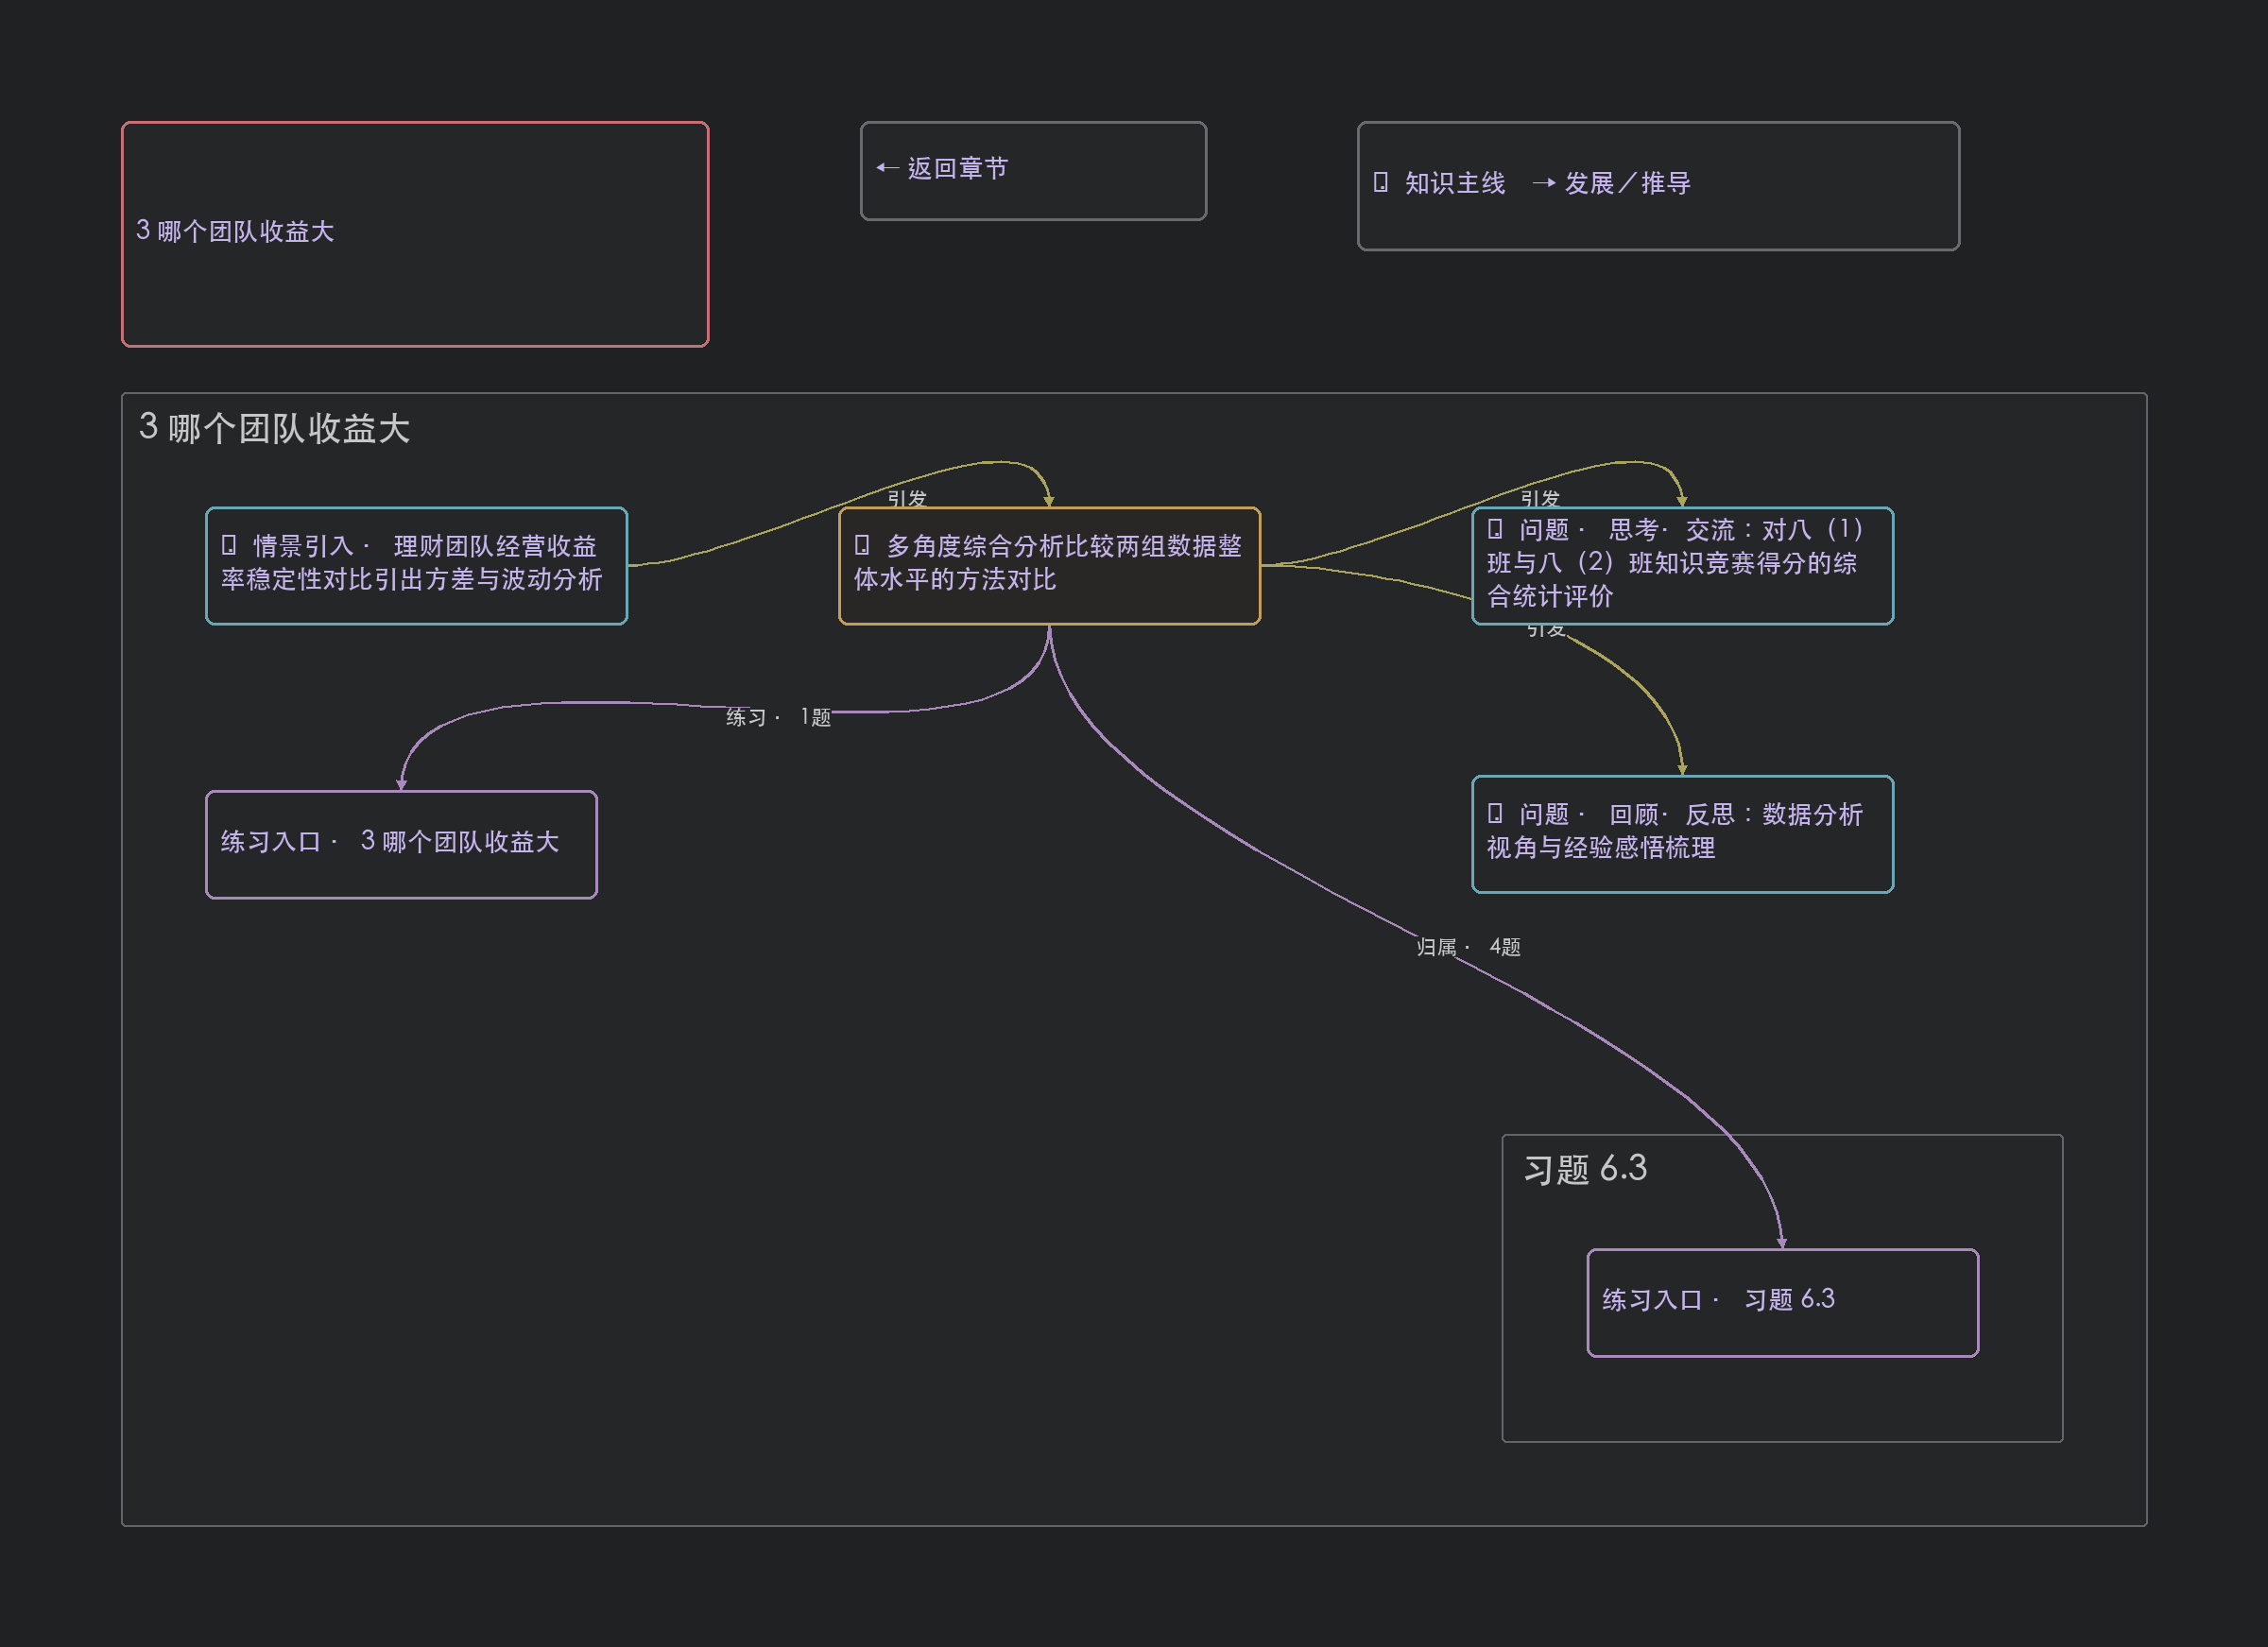 3 哪个团队收益大
← 返回章节
知识主线 → 发展／推导
3 哪个团队收益大
引发
引发
情景引入 · 理财团队经营收益
率稳定性对比引出方差与波动分析
多角度综合分析比较两组数据整
体水平的方法对比
问题 · 思考 · 交流：对八（1）
班与八（2）班知识竞赛得分的综
合统计评价
引发
练习 · 1题
练习入口 · 3 哪个团队收益大
问题 · 回顾 · 反思：数据分析
视角与经验感悟梳理
归属 · 4题
习题 6.3
练习入口 · 习题 6.3